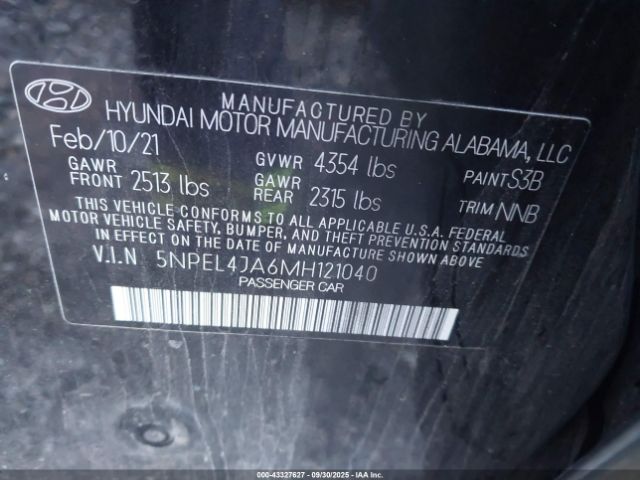 MANUFACTURED BY
HYUNDAI MOTOR MANUFACTURING ALABAMA, LLC
Feb/10/21
GAWR FRONT 2513 lbs
GVWR 4354 lbs
GAWR REAR 2315 lbs
PAINT S3B
TRIM NNB
THIS VEHICLE CONFORMS TO ALL APPLICABLE U.S.A. FEDERAL
MOTOR VEHICLE SAFETY, BUMPER, AND THEFT PREVENTION STANDARDS
IN EFFECT ON THE DATE OF MANUFACTURE SHOWN ABOVE.
V.I.N 5NPEL4JA6MH121040
PASSENGER CAR
000-43327627 - 09/30/2025 - COPYRIGHT 2025 IAA, Inc.